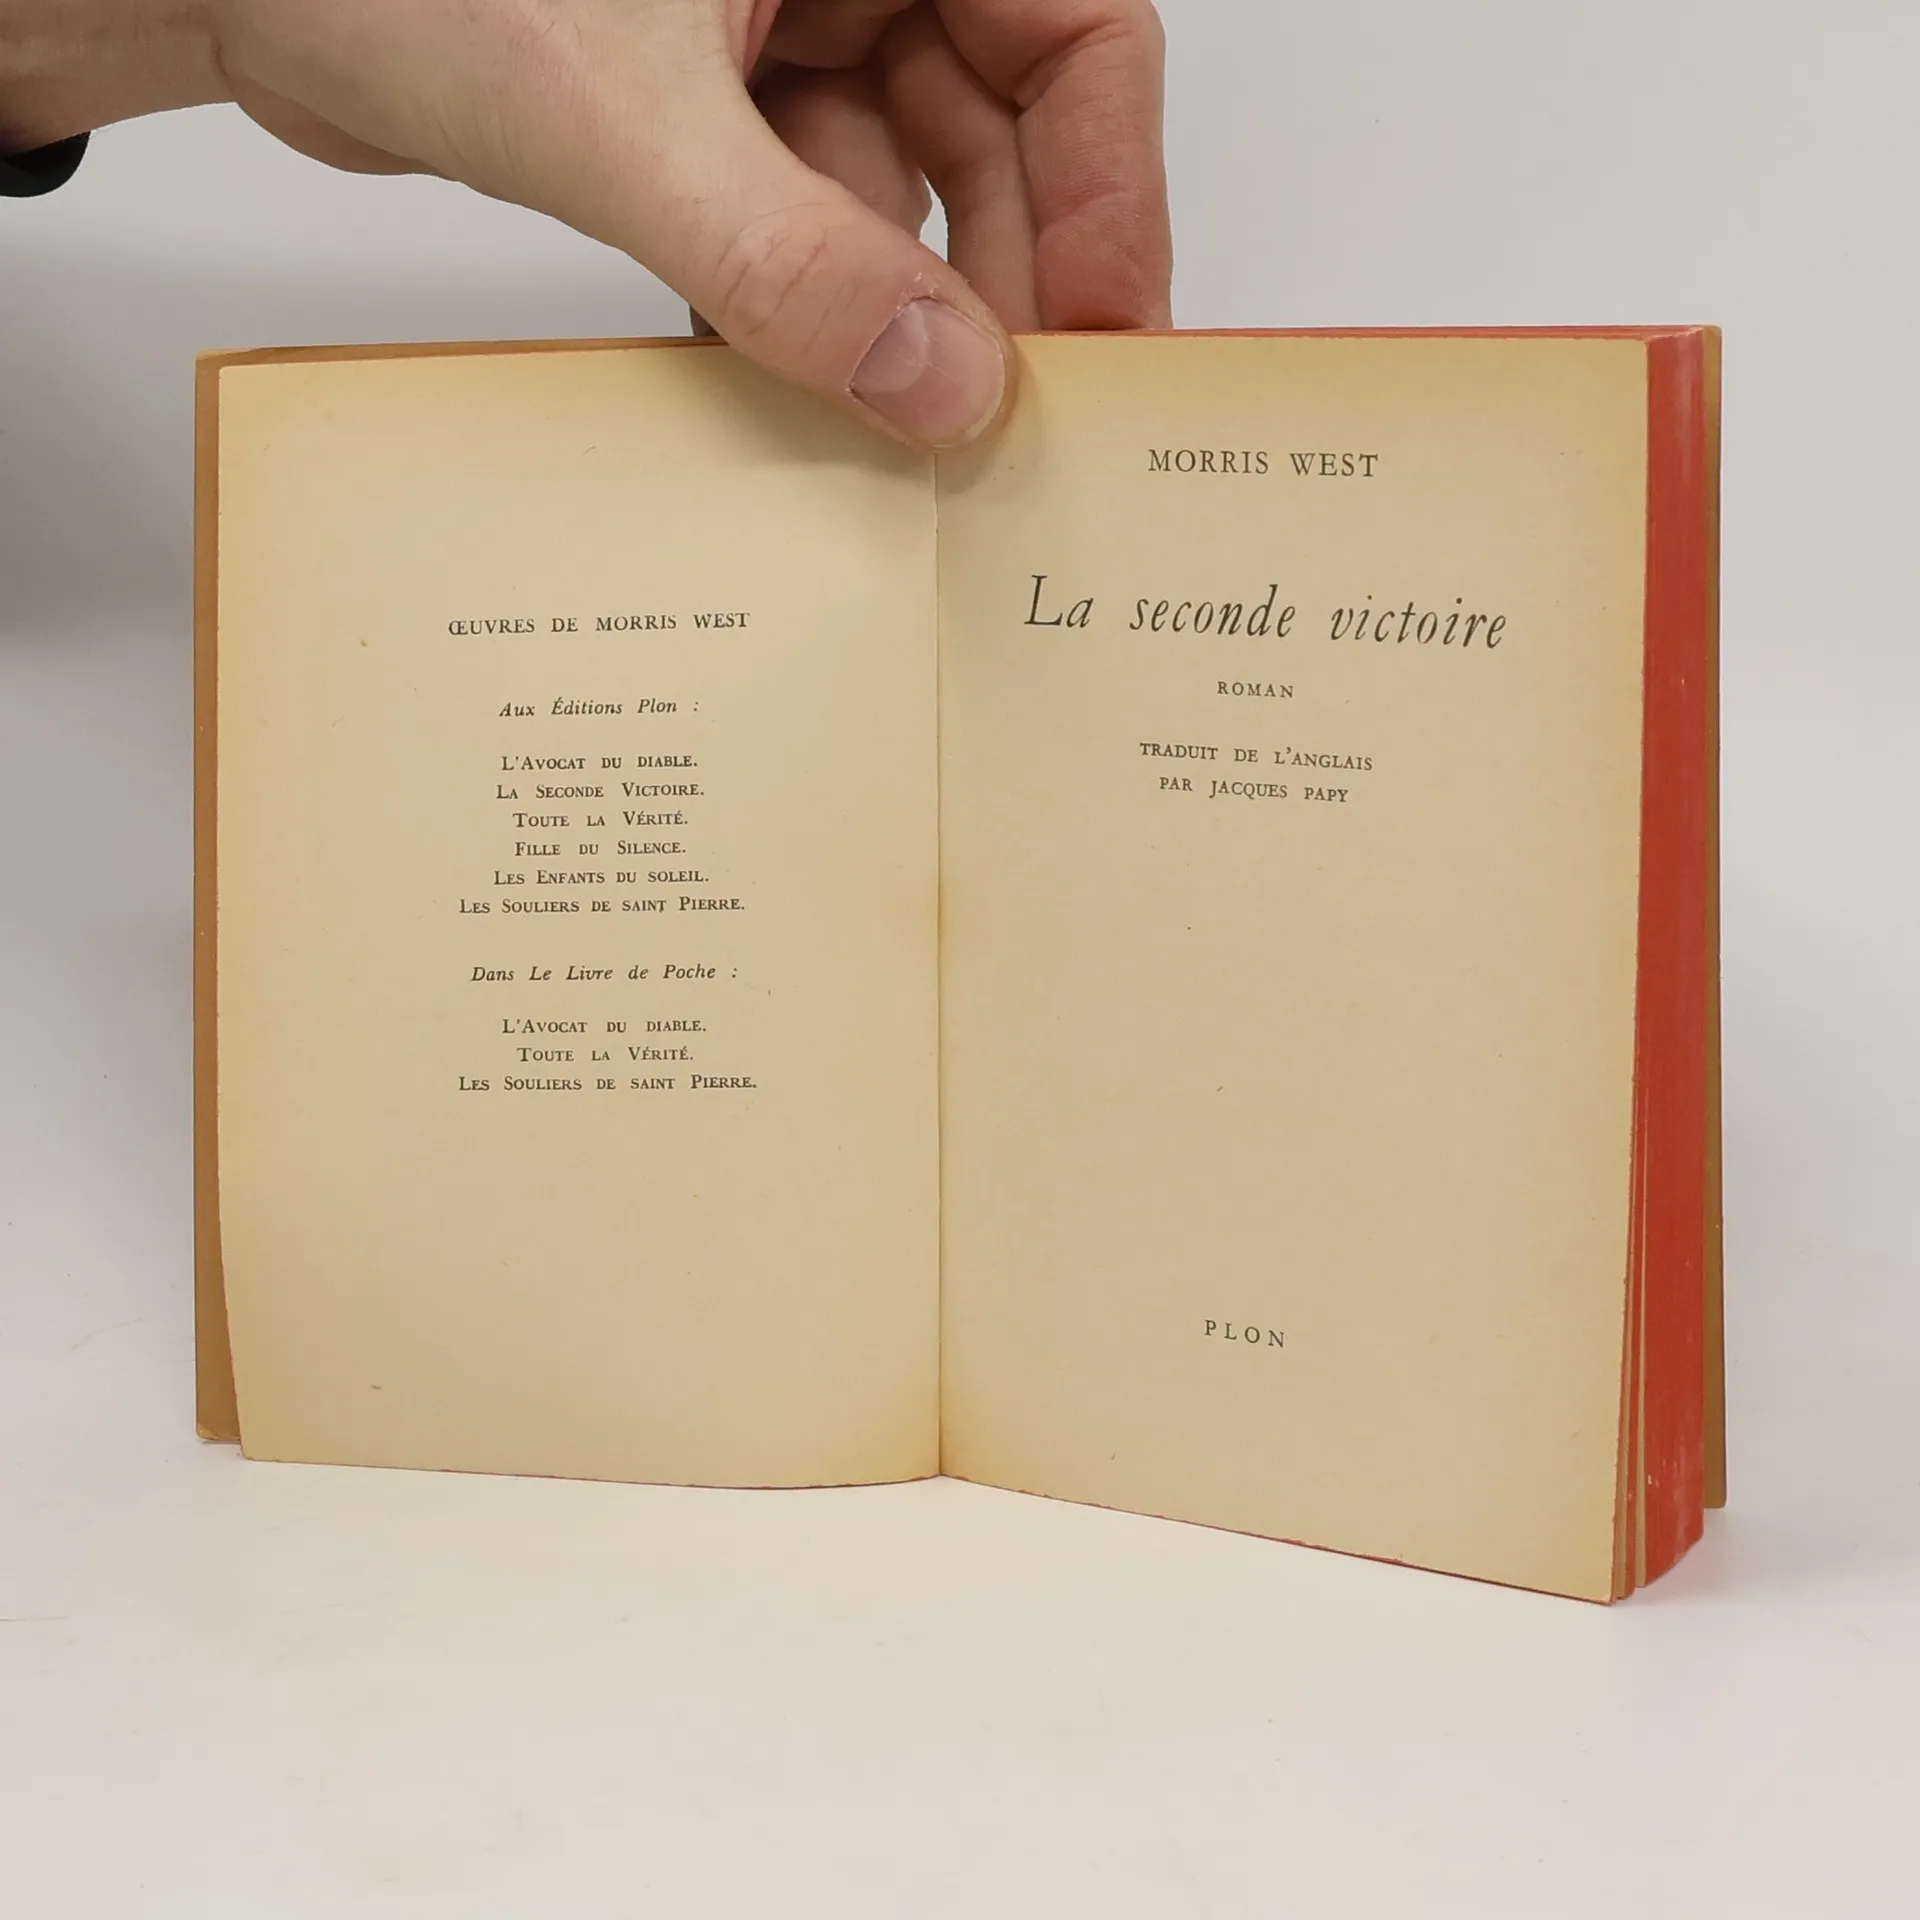 ŒUVRES DE MORRIS WEST
Aux Éditions Plon :
L'AVOCAT DU DIABLE.
LA SECONDE VICTOIRE.
TOUTE LA VÉRITÉ.
FILLE DU SILENCE.
LES ENFANTS DU SOLEIL.
LES SOULIERS DE SAINT PIERRE.
Dans Le Livre de Poche :
L'AVOCAT DU DIABLE.
TOUTE LA VÉRITÉ.
LES SOULIERS DE SAINT PIERRE.
MORRIS WEST
La seconde victoire
ROMAN
TRADUIT DE L'ANGLAIS
PAR JACQUES PAPY
PLON